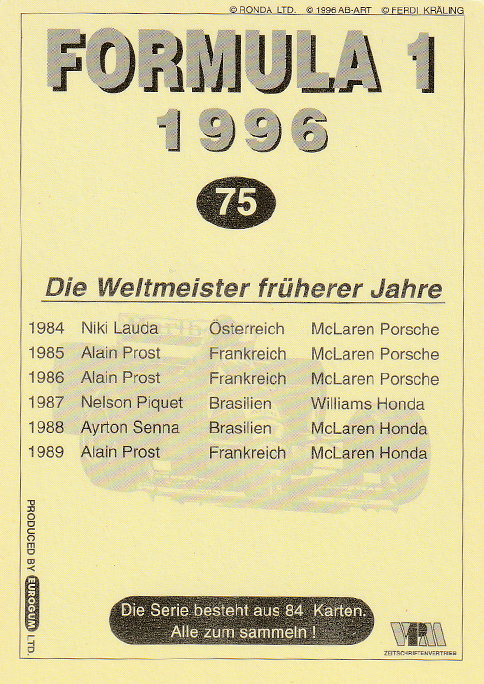 © RONDA LTD. © 1996 AB-ART © FERDI KRÄLING
FORMULA 1
1996
75
Die Weltmeister früherer Jahre
1984 Niki Lauda Österreich McLaren Porsche
1985 Alain Prost Frankreich McLaren Porsche
1986 Alain Prost Frankreich McLaren Porsche
1987 Nelson Piquet Brasilien Williams Honda
1988 Ayrton Senna Brasilien McLaren Honda
1989 Alain Prost Frankreich McLaren Honda
PRODUCED BY EUROGUM LTD.
Die Serie besteht aus 84 Karten.
Alle zum sammeln !
VPM
ZEITSCHRIFTENVERTRIEB